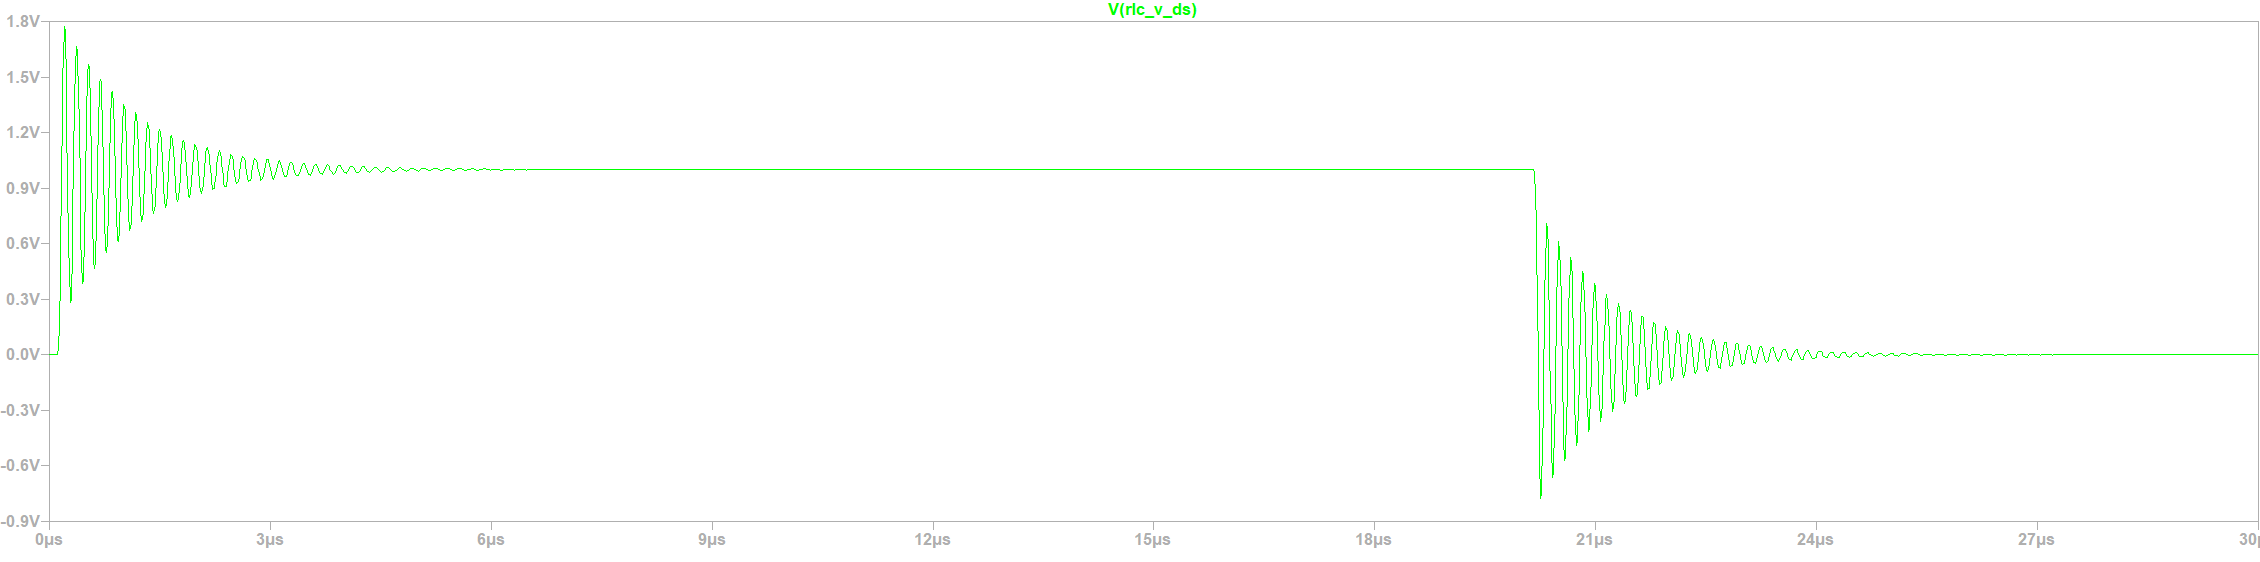 V(rlc_v_ds)
1.8V
1.5V
1.2V
0.9V
0.6V
0.3V
0.0V
-0.3V
-0.6V
-0.9V
0µs 3µs 6µs 9µs 12µs 15µs 18µs 21µs 24µs 27µs 30µ